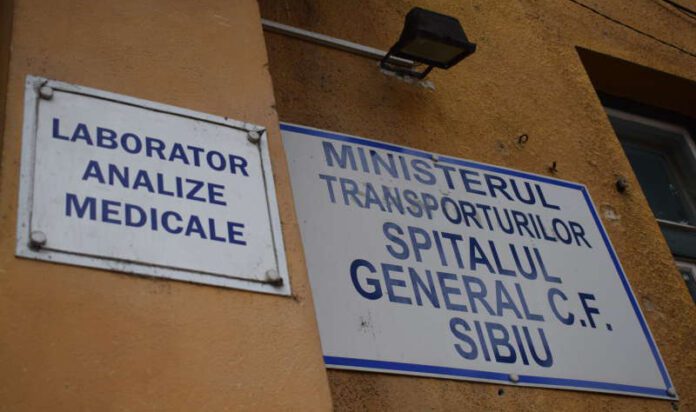 LABORATOR
ANALIZE
MEDICALE
MINISTERUL
TRANSPORTURILOR
SPITALUL
GENERAL C.F.
SIBIU